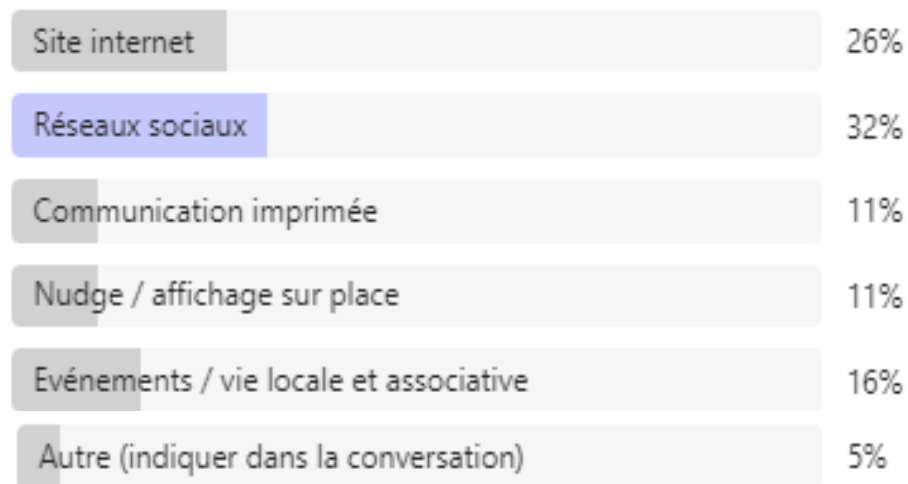 Site internet 26%
Réseaux sociaux 32%
Communication imprimée 11%
Nudge / affichage sur place 11%
Evénements / vie locale et associative 16%
Autre (indiquer dans la conversation) 5%